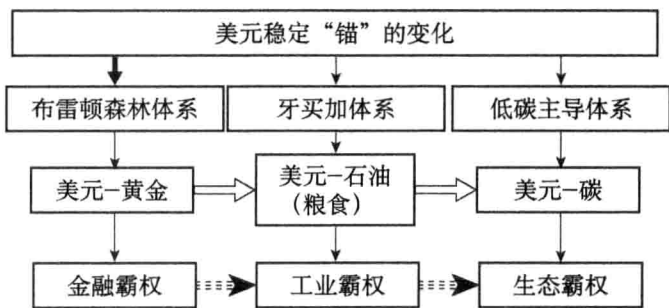 美元稳定“锚”的变化
布雷顿森林体系
牙买加体系
低碳主导体系
美元–黄金
美元–石油
（粮食）
美元–碳
金融霸权
工业霸权
生态霸权